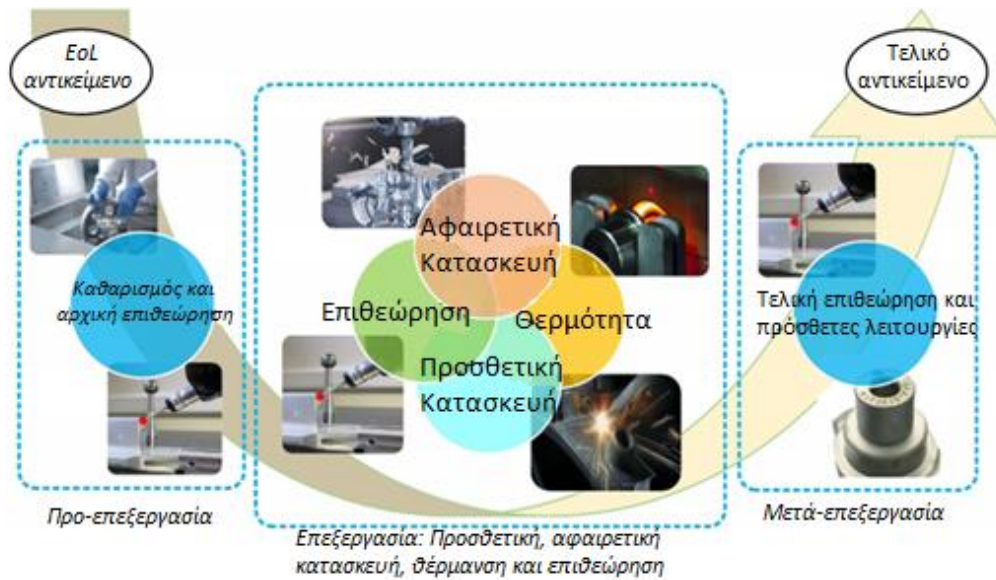 EoL
αντικείμενο
Τελικό
αντικείμενο
Καθαρισμός και
αρχική επιθεώρηση
Προ-επεξεργασία
Αφαιρετική
Κατασκευή
Επιθεώρηση
Θερμότητα
Προσθετική
Κατασκευή
Επεξεργασία: Προσθετική, αφαιρετική
κατασκευή, θέρμανση και επιθεώρηση
Τελική επιθεώρηση και
πρόσθετες λειτουργίες
Μετά-επεξεργασία